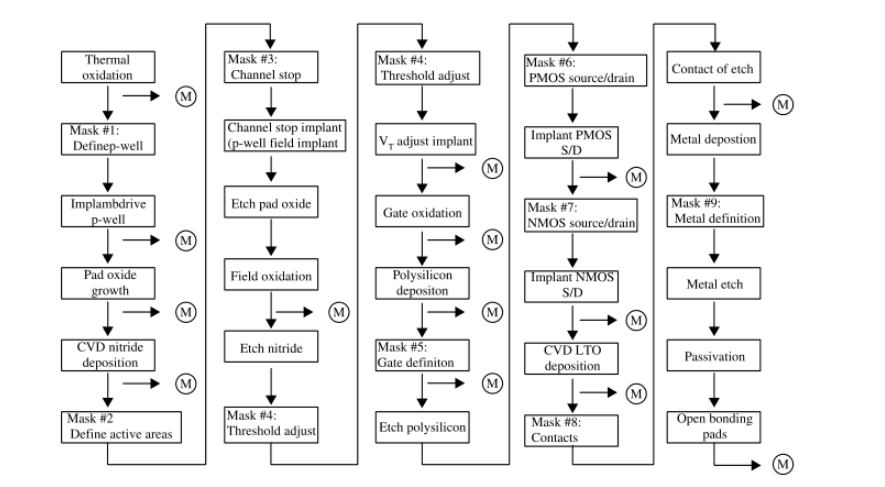 Thermal
oxidation
M
Mask #1:
Definep-well
Implambdrive
p-well
M
Pad oxide
growth
M
CVD nitride
deposition
M
Mask #2
Define active areas
Mask #3:
Channel stop
Channel stop implant
(p-well field implant
Etch pad oxide
Field oxidation
M
Etch nitride
Mask #4:
Threshold adjust
Mask #4:
Threshold adjust
V_T adjust implant
M
Gate oxidation
M
Polysilicon
depositon
M
Mask #5:
Gate definiton
M
Etch polysilicon
Mask #6:
PMOS source/drain
Implant PMOS
S/D
M
Mask #7:
NMOS source/drain
Implant NMOS
S/D
M
CVD LTO
deposition
M
Mask #8:
Contacts
Contact of etch
M
Metal depostion
Mask #9:
Metal definition
Metal etch
Passivation
Open bonding
pads
M